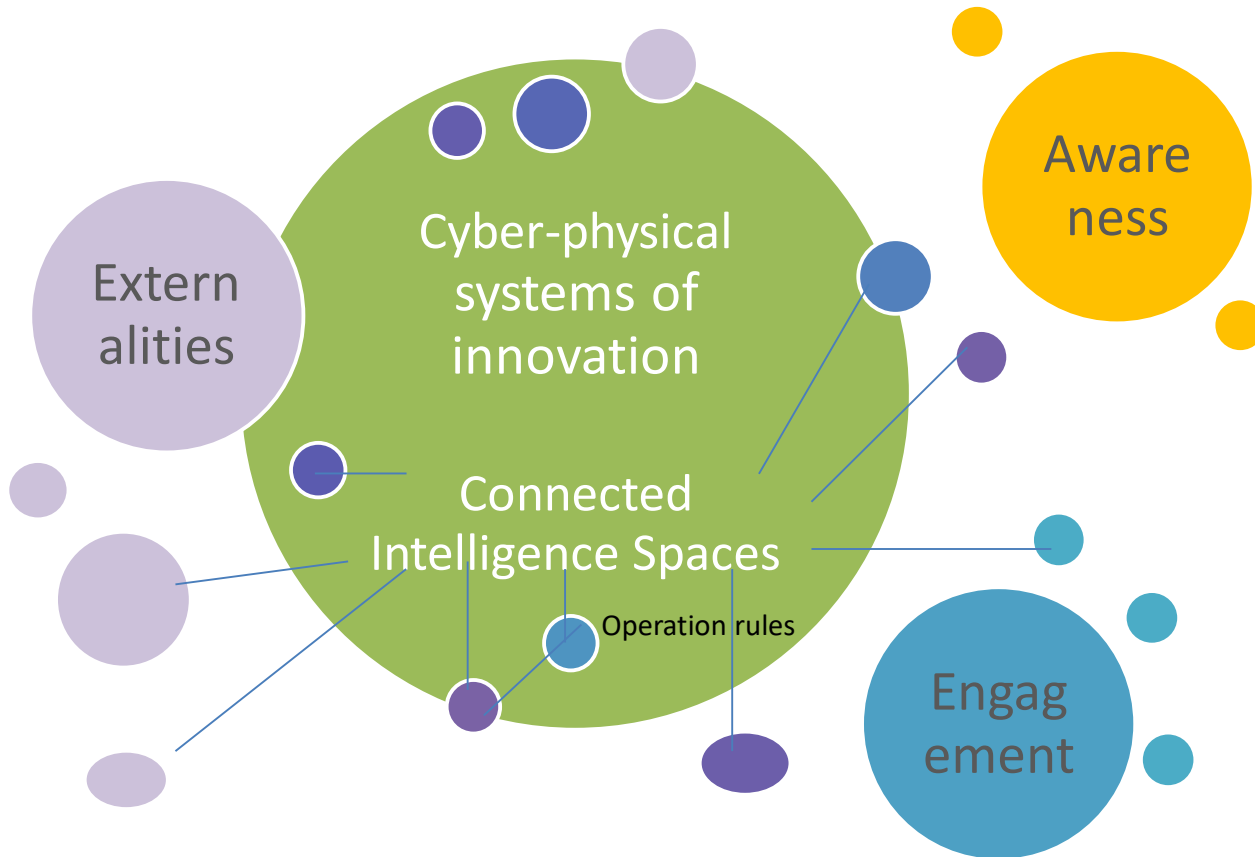 Aware
ness
Cyber-physical
systems of
innovation
Extern
alities
Connected
Intelligence Spaces
Operation rules
Engag
ement